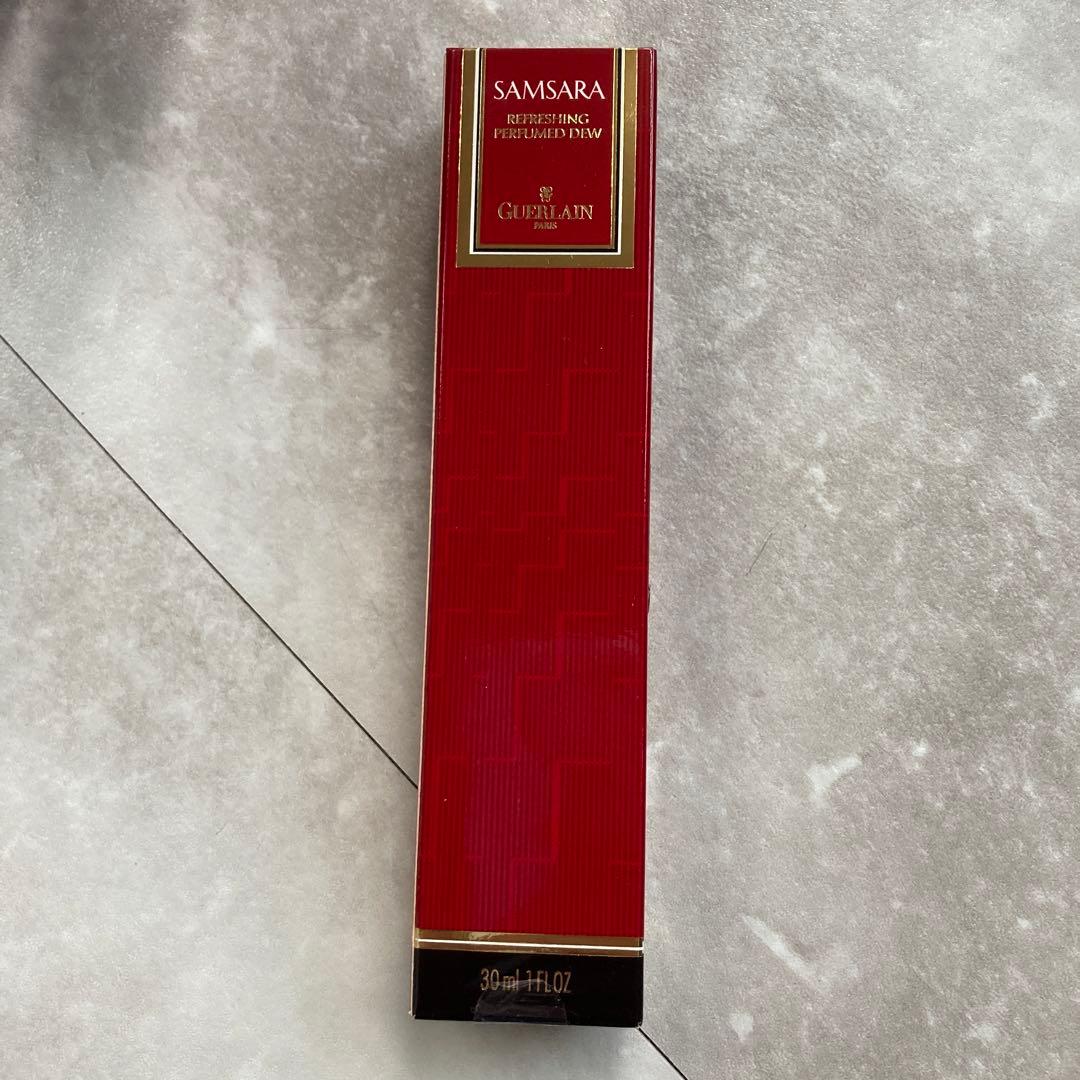 SAMSARA
REFRESHING
PERFUMED DEW
GUERLAIN
PARIS
30 ml 1 FL OZ